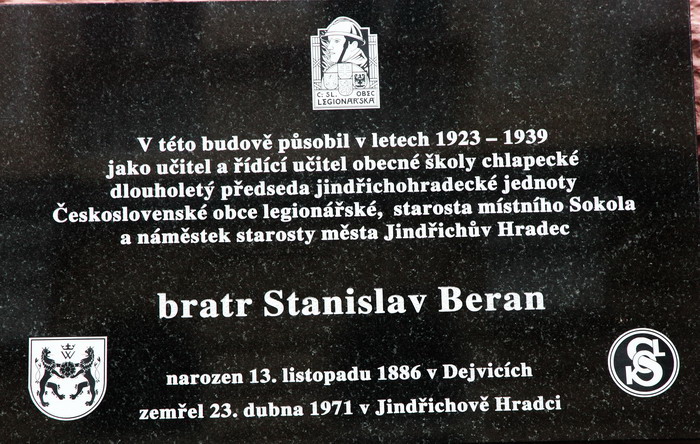 Č. SL. OBEC
LEGIONÁŘSKÁ
V této budově působil v letech 1923 – 1939
jako učitel a řídící učitel obecné školy chlapecké
dlouholetý předseda jindřichohradecké jednoty
Československé obce legionářské, starosta místního Sokola
a náměstek starosty města Jindřichův Hradec
bratr Stanislav Beran
narozen 13. listopadu 1886 v Dejvicích
zemřel 23. dubna 1971 v Jindřichově Hradci